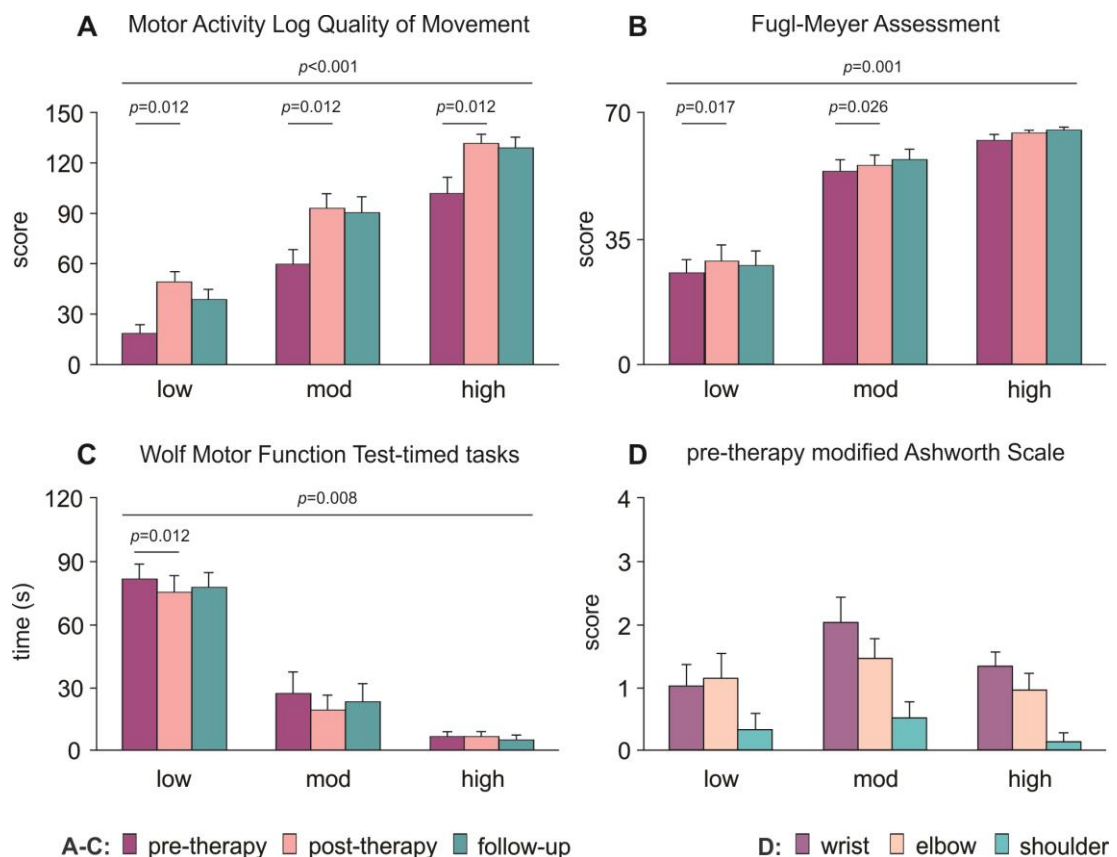 A Motor Activity Log Quality of Movement
p<0.001
p=0.012 p=0.012 p=0.012
150
120
90
60
30
0
score
low mod high
B Fugl-Meyer Assessment
p=0.001
p=0.017 p=0.026
70
35
0
score
low mod high
C Wolf Motor Function Test-timed tasks
p=0.008
p=0.012
120
90
60
30
0
time (s)
low mod high
D pre-therapy modified Ashworth Scale
4
3
2
1
0
score
low mod high
A-C: pre-therapy post-therapy follow-up
D: wrist elbow shoulder